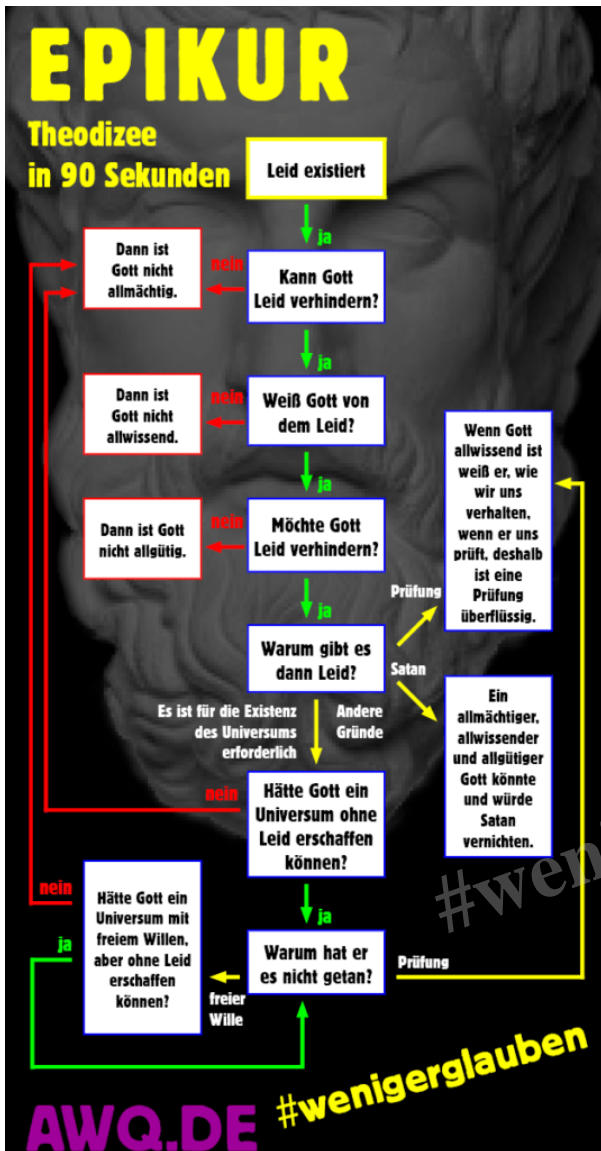 EPIKUR
Theodizee
in 90 Sekunden
Leid existiert
ja
Dann ist
Gott nicht
allmächtig.
nein
Kann Gott
Leid verhindern?
ja
Dann ist
Gott nicht
allwissend.
nein
Weiß Gott von
dem Leid?
ja
Dann ist Gott
nicht allgütig.
nein
Möchte Gott
Leid verhindern?
ja
Wenn Gott
allwissend ist
weiß er, wie
wir uns
verhalten,
wenn er uns
prüft, deshalb
ist eine
Prüfung
überflüssig.
Prüfung
Warum gibt es
dann Leid?
Satan
Ein
allmächtiger,
allwissender
und allgütiger
Gott könnte
und würde
Satan
vernichten.
Es ist für die Existenz
des Universums
erforderlich
Andere
Gründe
nein
Hätte Gott ein
Universum ohne
Leid erschaffen
können?
ja
nein
ja
Hätte Gott ein
Universum mit
freiem Willen,
aber ohne Leid
erschaffen
können?
Warum hat er
es nicht getan?
Prüfung
freier
Wille
#weni
#wenigerglauben
AWQ.DE